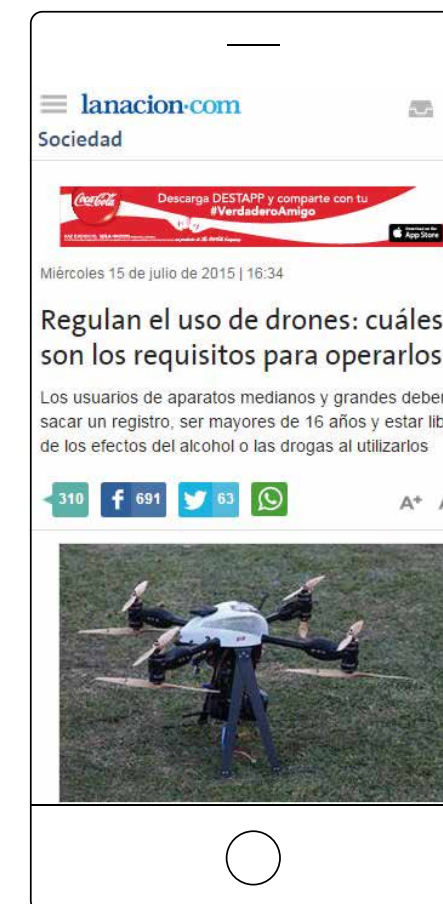 lanacion.com
Sociedad
Coca-Cola
Descarga DESTAPP y comparte con tu
#VerdaderoAmigo
App Store
Miércoles 15 de julio de 2015 | 16:34
Regulan el uso de drones: cuáles
son los requisitos para operarlos
Los usuarios de aparatos medianos y grandes deber
sacar un registro, ser mayores de 16 años y estar lib
de los efectos del alcohol o las drogas al utilizarlos
310 f 691 63
A+